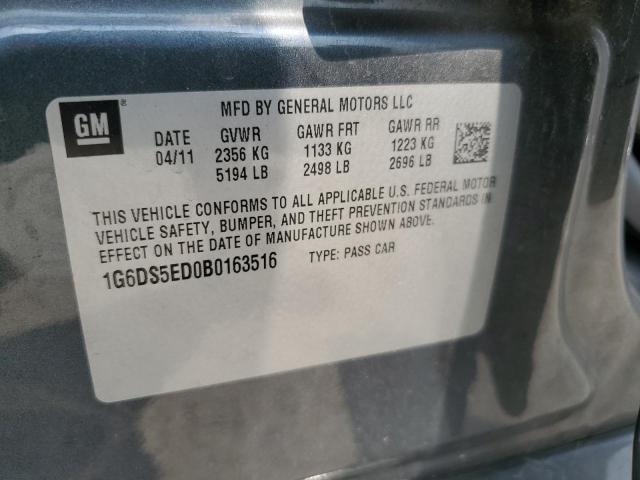 GM
MFD BY GENERAL MOTORS LLC
DATE GVWR GAWR FRT GAWR RR
04/11 2356 KG 1133 KG 1223 KG
5194 LB 2498 LB 2696 LB
THIS VEHICLE CONFORMS TO ALL APPLICABLE U.S. FEDERAL MOTOR
VEHICLE SAFETY, BUMPER, AND THEFT PREVENTION STANDARDS IN
EFFECT ON THE DATE OF MANUFACTURE SHOWN ABOVE.
1G6DS5ED0B0163516 TYPE: PASS CAR